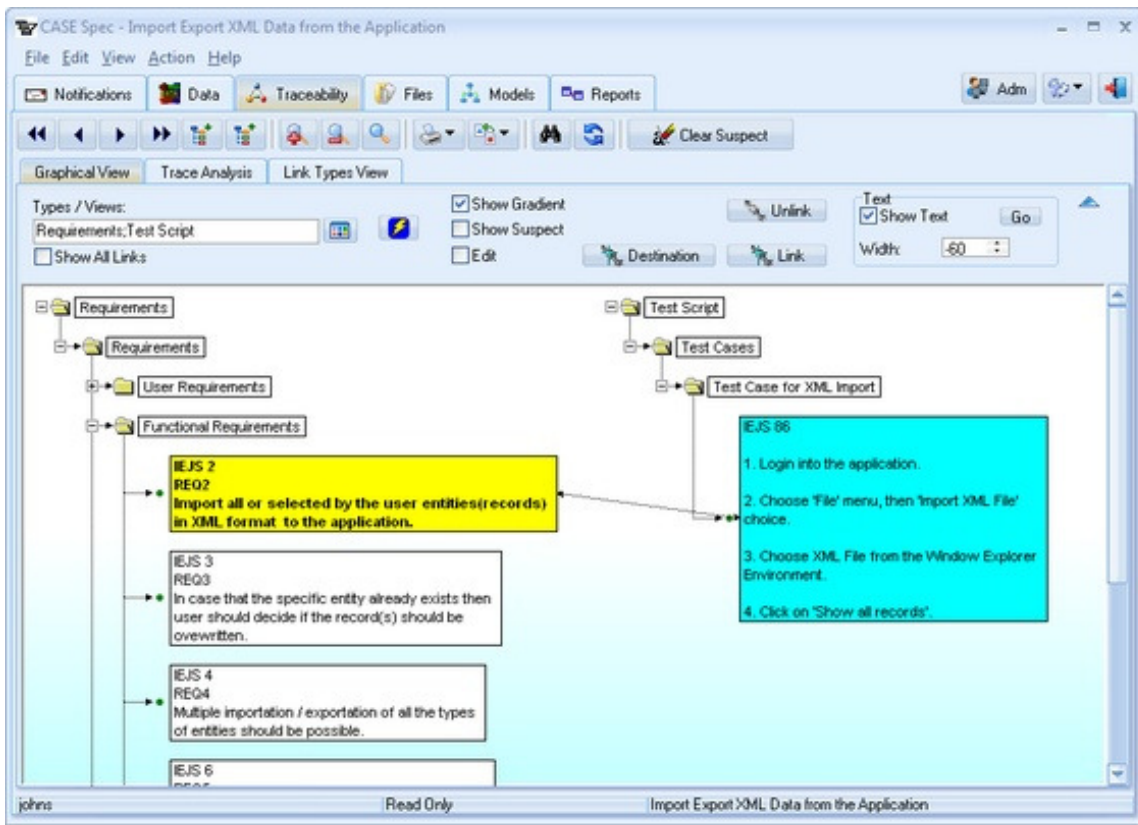 CASE Spec - Import Export XML Data from the Application
File Edit View Action Help
Notifications Data Traceability Files Models Reports Adm
Clear Suspect
Graphical View Trace Analysis Link Types View
Types / Views:
Requirements;Test Script
Show All Links
Show Gradient
Show Suspect
Edit
Unlink
Destination Link
Text
Show Text Go
Width: -60
Requirements
Requirements
User Requirements
Functional Requirements
IEJS 2
REQ2
Import all or selected by the user entities(records)
in XML format to the application.
IEJS 3
REQ3
In case that the specific entity already exists then
user should decide if the record(s) should be
ovewritten.
IEJS 4
REQ4
Multiple importation / exportation of all the types
of entities should be possible.
IEJS 6
Test Script
Test Cases
Test Case for XML Import
IEJS 86
1. Login into the application.
2. Choose 'File' menu, then 'Import XML File'
choice.
3. Choose XML File from the Window Explorer
Environment.
4. Click on 'Show all records'.
johns Read Only Import Export XML Data from the Application